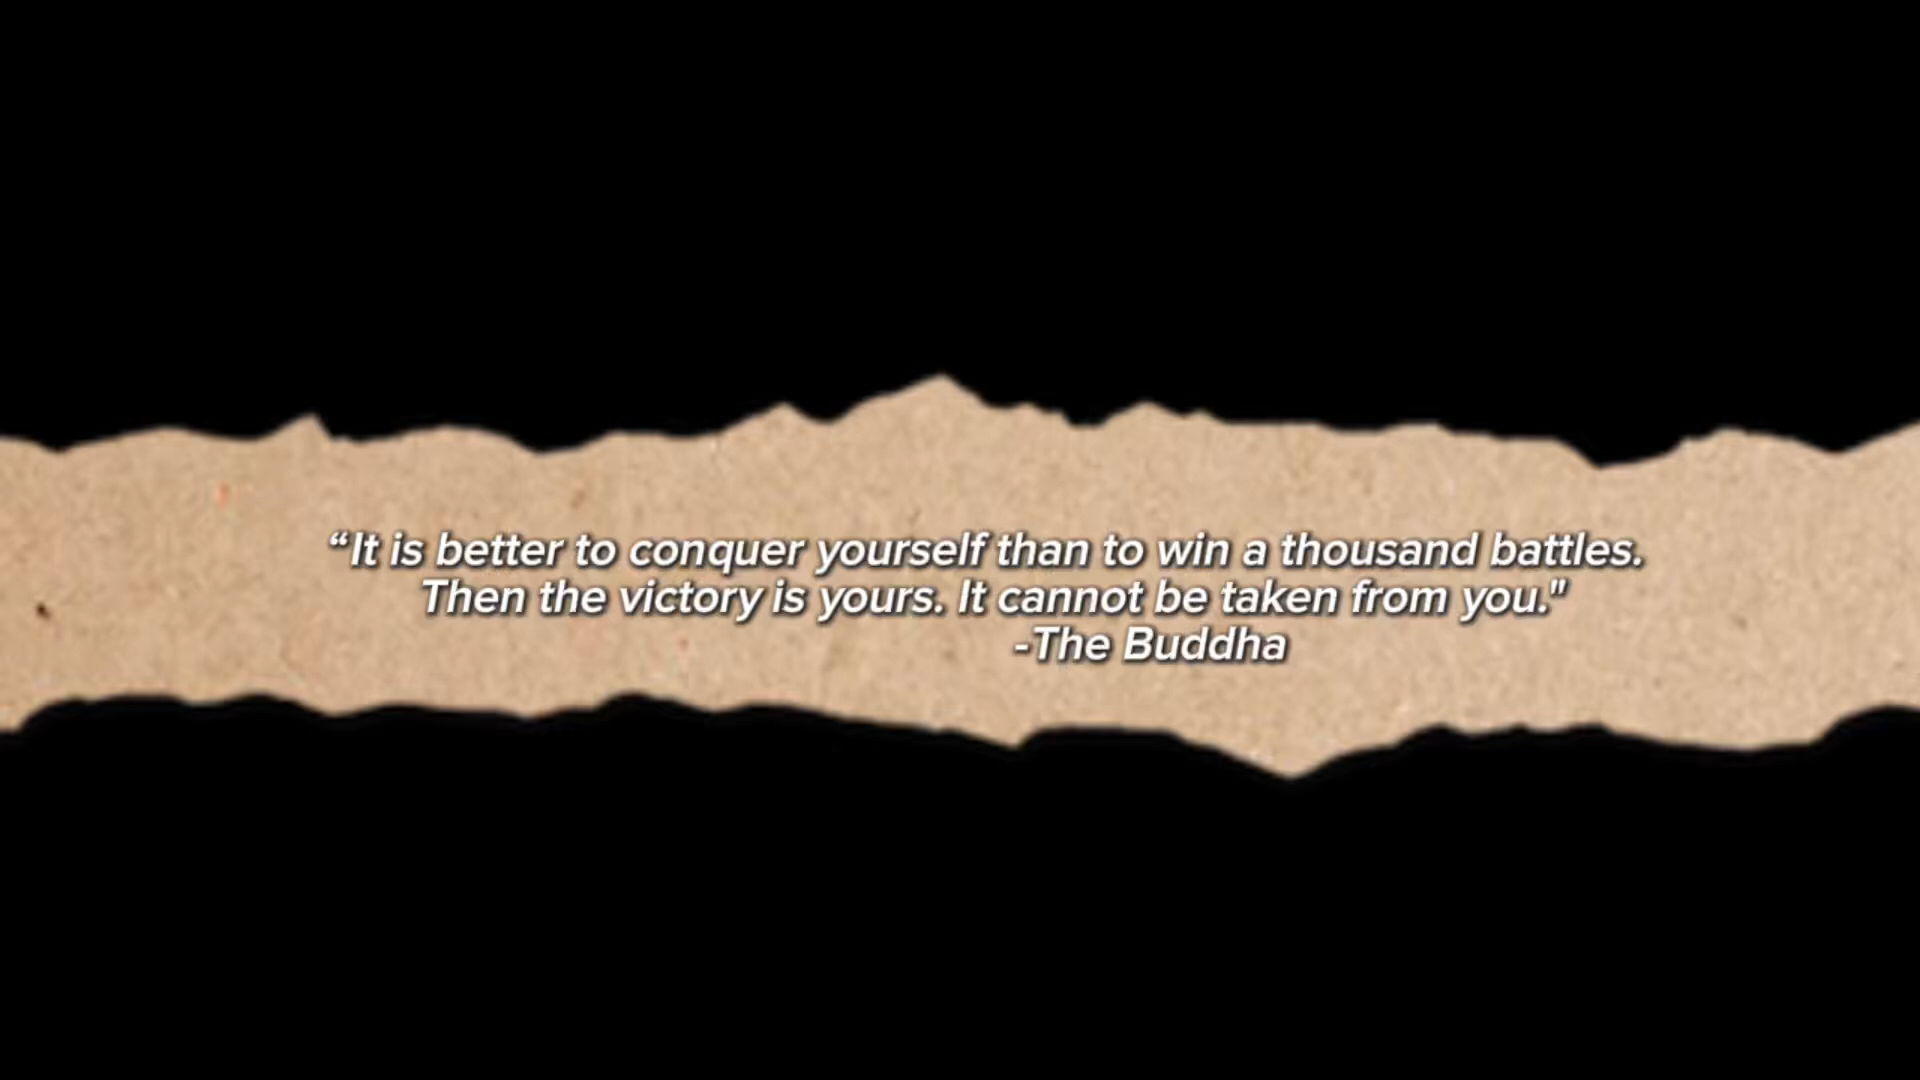 “It is better to conquer yourself than to win a thousand battles.
Then the victory is yours. It cannot be taken from you."
-The Buddha